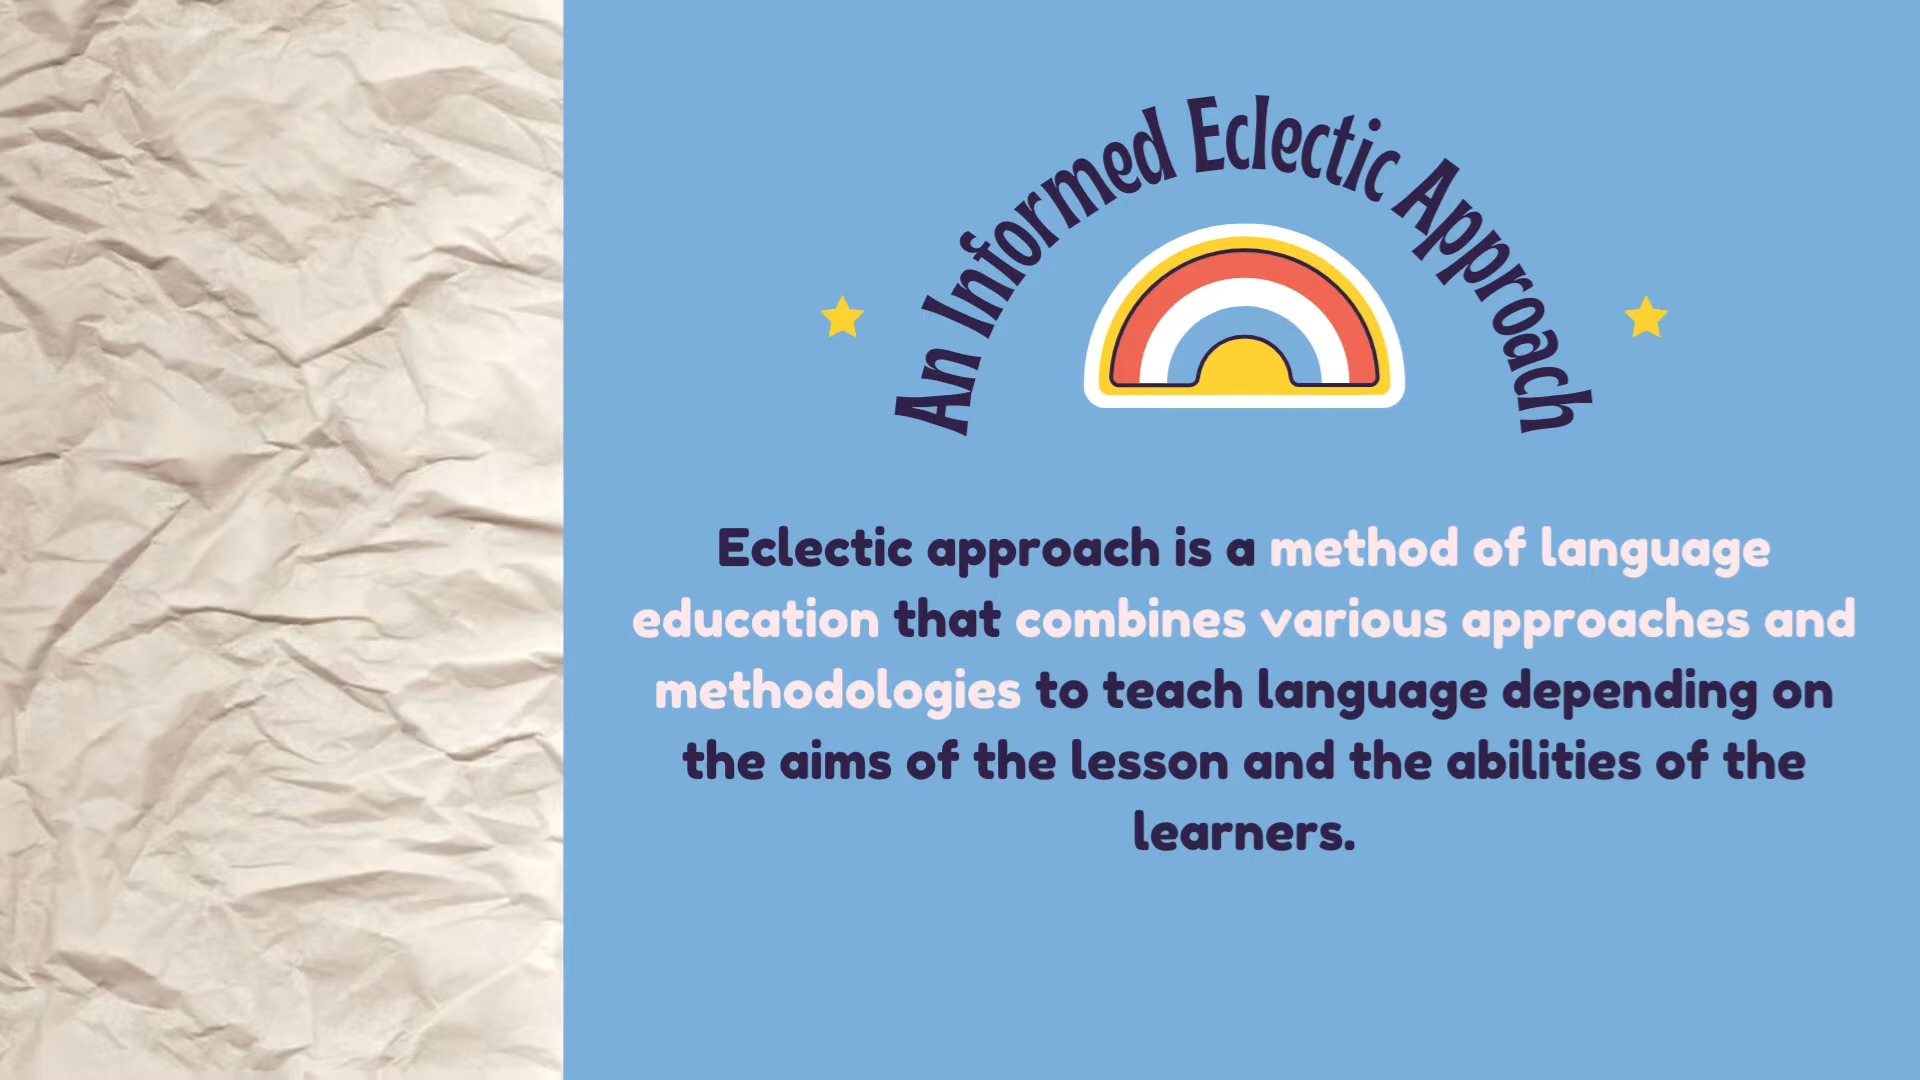 An Informed Eclectic Approach
Eclectic approach is a method of language
education that combines various approaches and
methodologies to teach language depending on
the aims of the lesson and the abilities of the
learners.